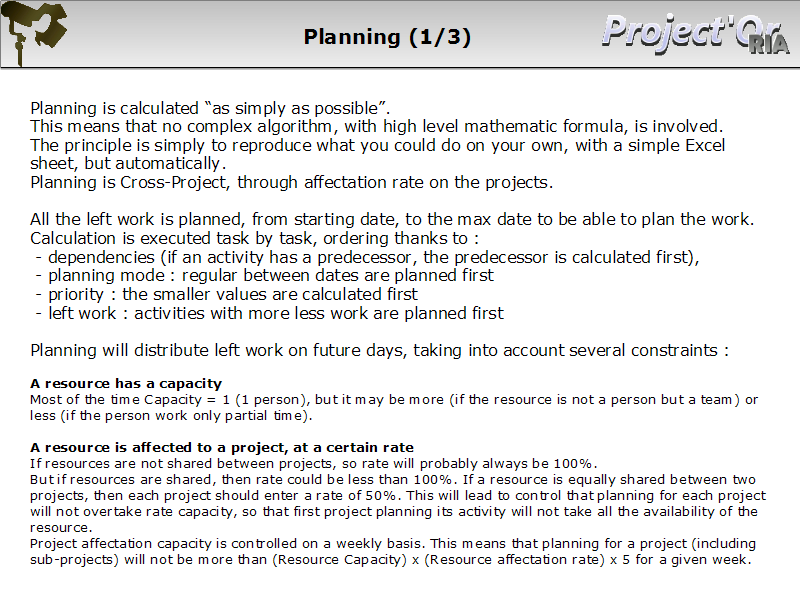 Planning (1/3)
Project'Or
RIA
Planning is calculated “as simply as possible”.
This means that no complex algorithm, with high level mathematic formula, is involved.
The principle is simply to reproduce what you could do on your own, with a simple Excel
sheet, but automatically.
Planning is Cross-Project, through affectation rate on the projects.
All the left work is planned, from starting date, to the max date to be able to plan the work.
Calculation is executed task by task, ordering thanks to :
- dependencies (if an activity has a predecessor, the predecessor is calculated first),
- planning mode : regular between dates are planned first
- priority : the smaller values are calculated first
- left work : activities with more less work are planned first
Planning will distribute left work on future days, taking into account several constraints :
A resource has a capacity
Most of the time Capacity = 1 (1 person), but it may be more (if the resource is not a person but a team) or
less (if the person work only partial time).
A resource is affected to a project, at a certain rate
If resources are not shared between projects, so rate will probably always be 100%.
But if resources are shared, then rate could be less than 100%. If a resource is equally shared between two
projects, then each project should enter a rate of 50%. This will lead to control that planning for each project
will not overtake rate capacity, so that first project planning its activity will not take all the availability of the
resource.
Project affectation capacity is controlled on a weekly basis. This means that planning for a project (including
sub-projects) will not be more than (Resource Capacity) x (Resource affectation rate) x 5 for a given week.